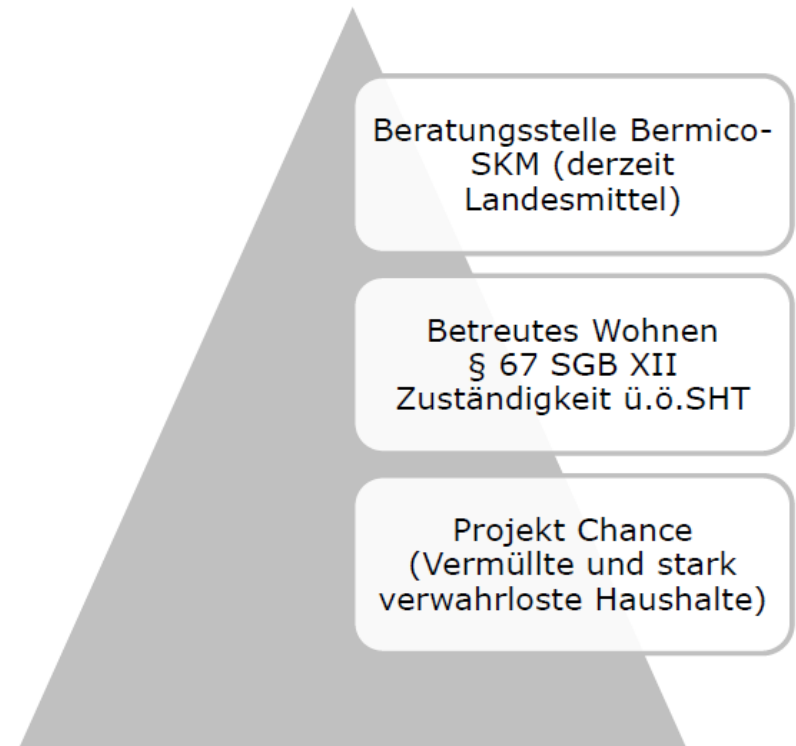 Beratungsstelle Bermico-
SKM (derzeit
Landesmittel)
Betreutes Wohnen
§ 67 SGB XII
Zuständigkeit ü.ö.SHT
Projekt Chance
(Vermüllte und stark
verwahrloste Haushalte)